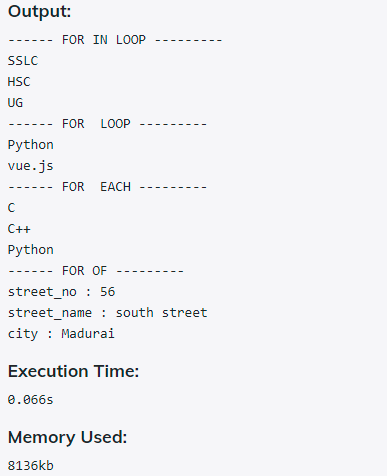 Output:
------ FOR IN LOOP ---------
SSLC
HSC
UG
------ FOR  LOOP ---------
Python
vue.js
------ FOR  EACH ---------
C
C++
Python
------ FOR OF ---------
street_no : 56
street_name : south street
city : Madurai
Execution Time:
0.066s
Memory Used:
8136kb